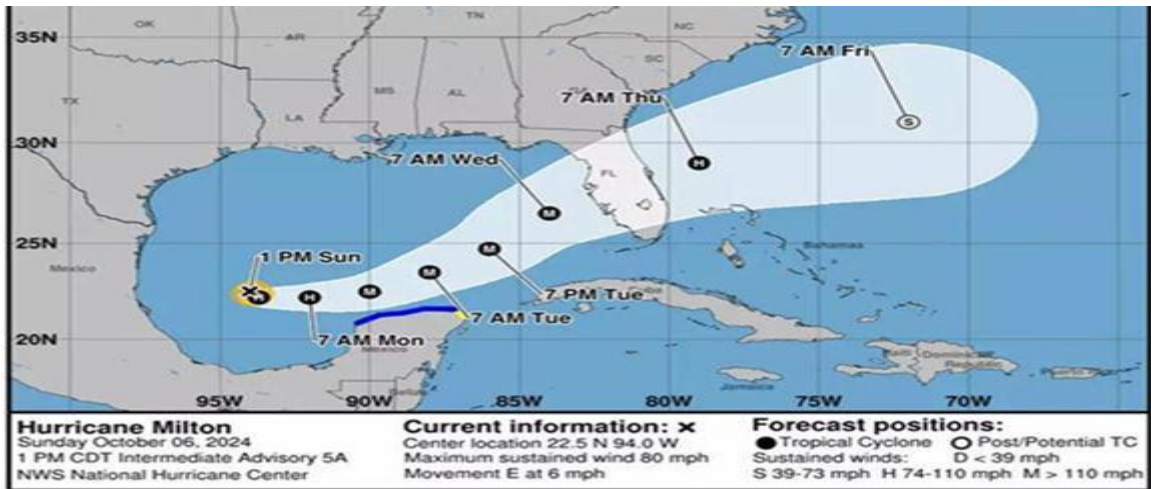 OK
TN
NC
35N
AR
7 AM Fri
SC
TX
MS
AL
7 AM Thu
LA
30N
7 AM Wed
FL
M
H
S
25N
Mexico
1 PM Sun
M
Bahamas
M
M
H
7 PM Tue
7 AM Tue
20N
7 AM Mon
Mexico
Haiti
Dominican
Republic
Jamaica
95W
90W
85W
80W
75W
70W
Hurricane Milton
Sunday October 06, 2024
1 PM CDT Intermediate Advisory 5A
NWS National Hurricane Center
Current information: ×
Center location 22.5 N 94.0 W
Maximum sustained wind 80 mph
Movement E at 6 mph
Forecast positions:
● Tropical Cyclone ○ Post/Potential TC
Sustained winds: D < 39 mph
S 39-73 mph H 74-110 mph M > 110 mph